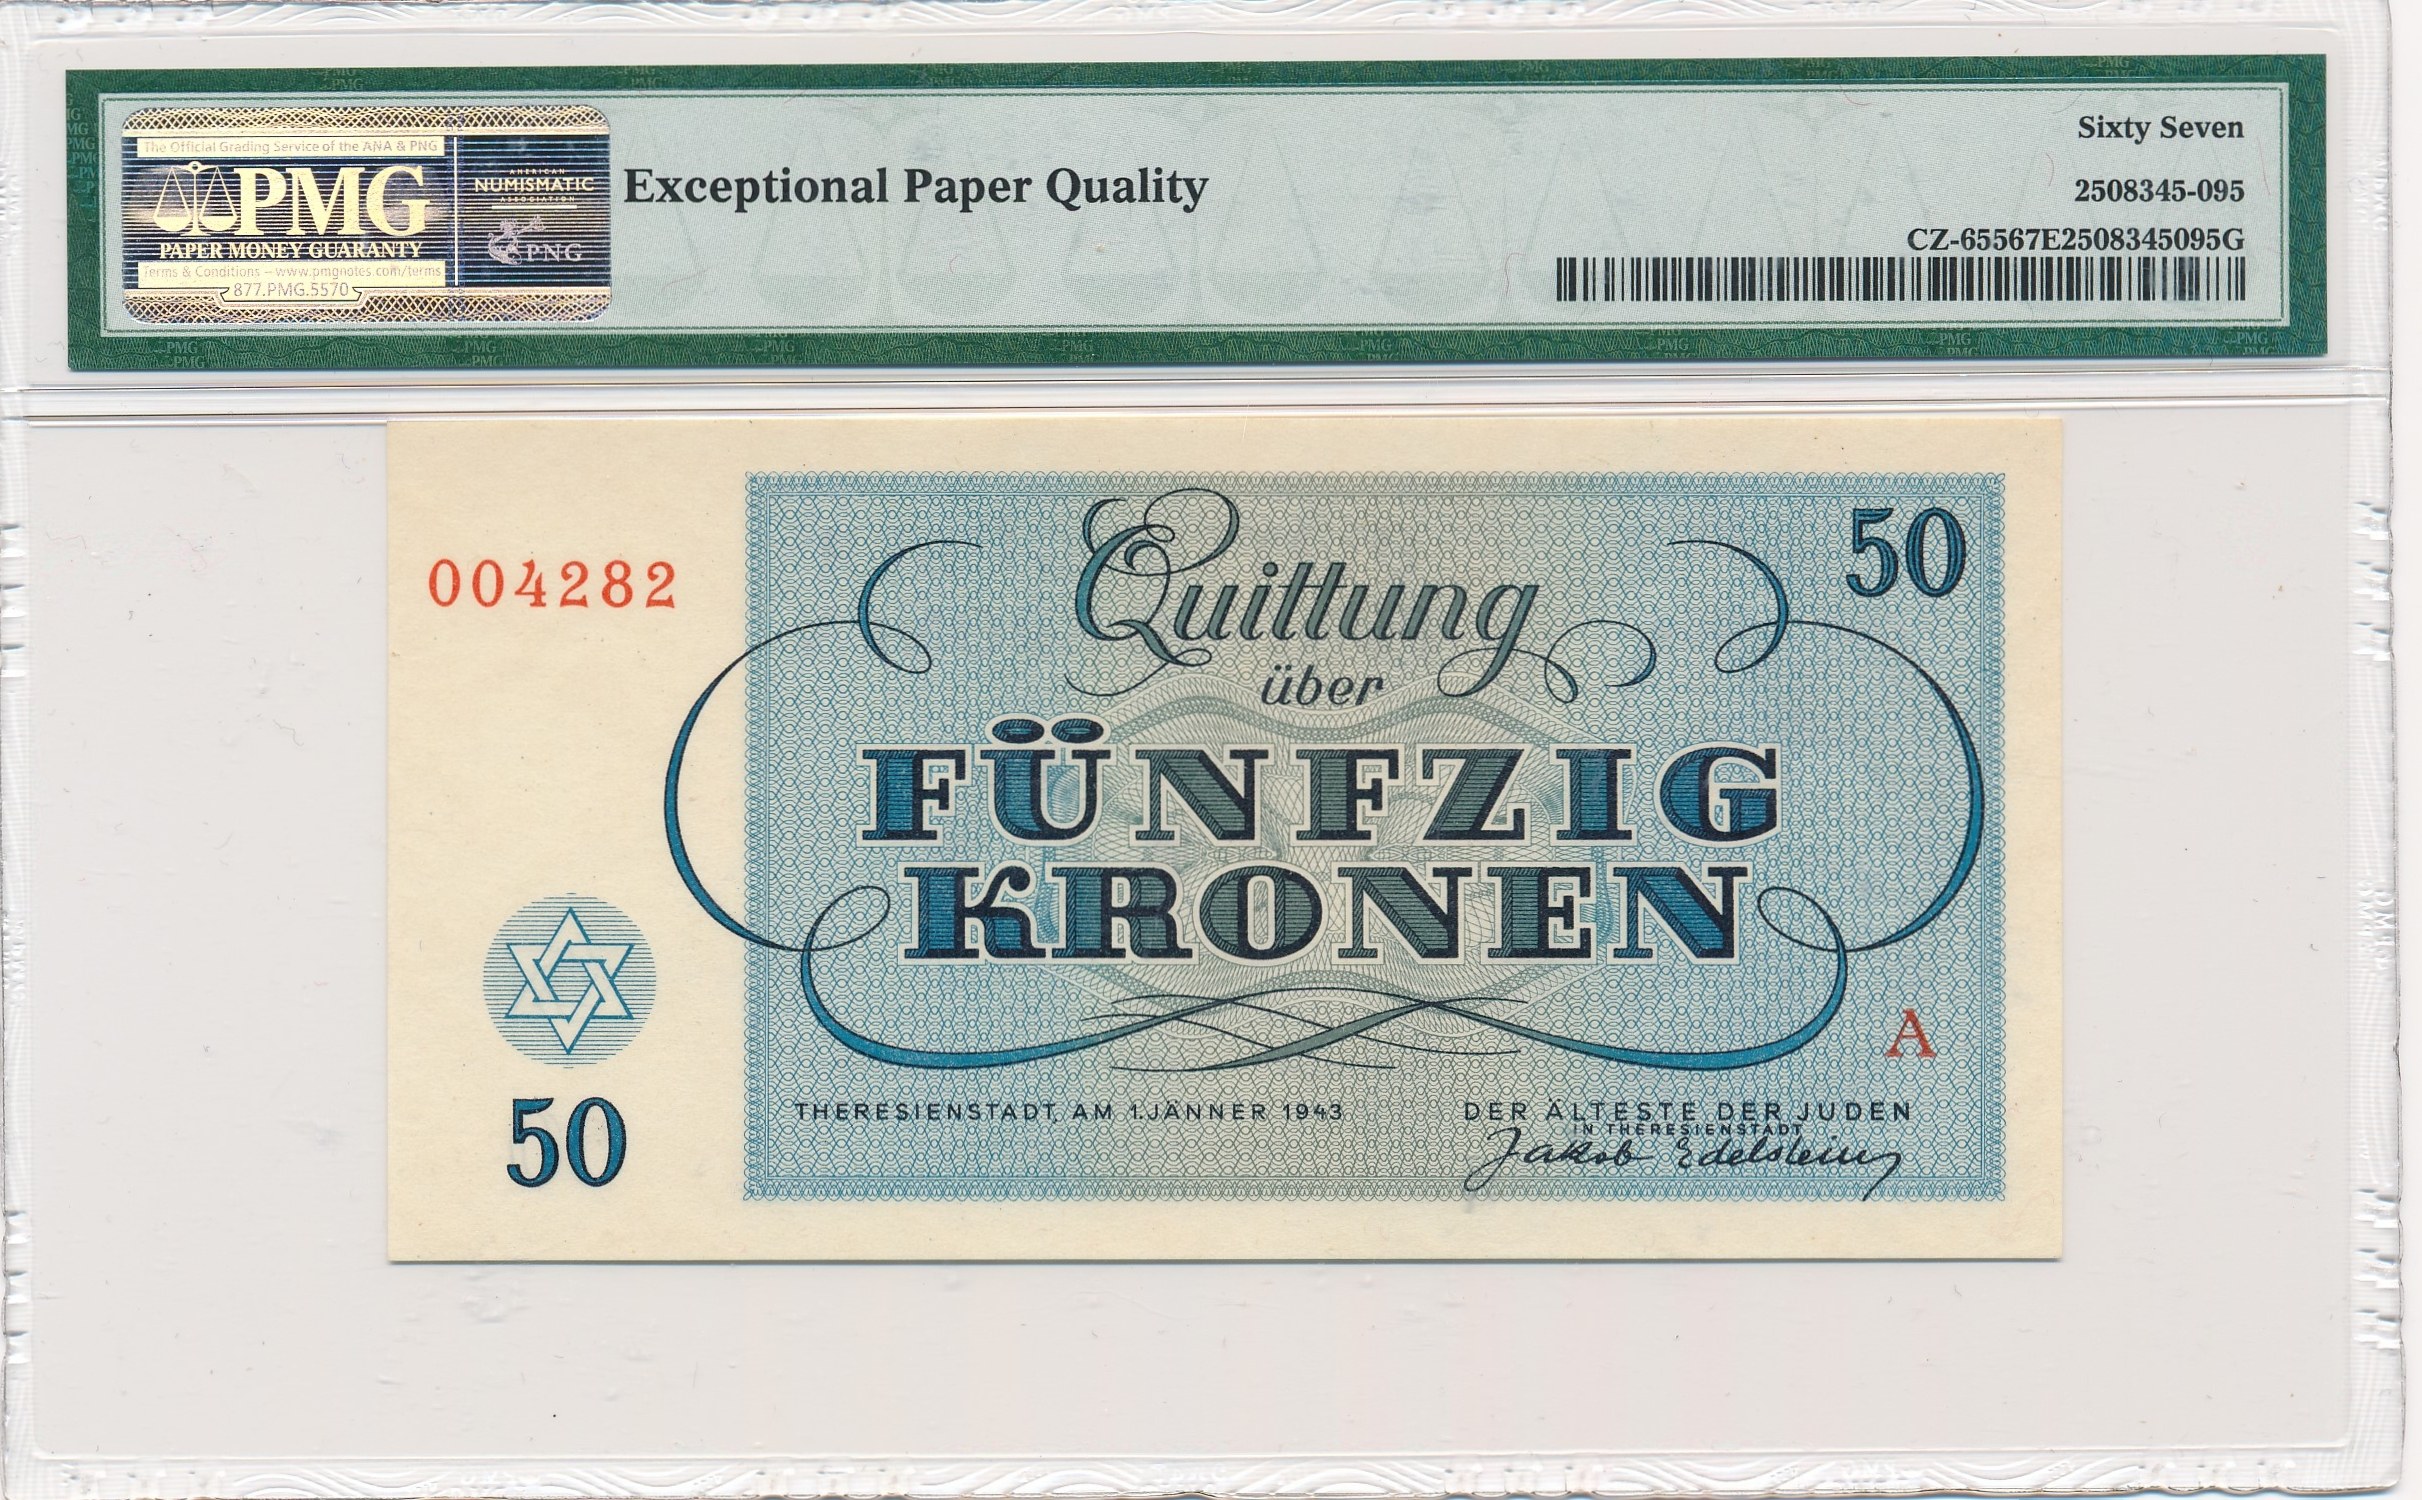 The Official Grading Service of the ANA & PNG
PMG
PAPER MONEY GUARANTY
Terms & Conditions – www.pmgnotes.com/terms
877.PMG.5570
AMERICAN
NUMISMATIC
ASSOCIATION
PNG
Exceptional Paper Quality
Sixty Seven
2508345-095
CZ-65567E2508345095G
004282
50
Quittung
über
FÜNFZIG
KRONEN
A
50
THERESIENSTADT, AM 1. JÄNNER 1943
DER ÄLTESTE DER JUDEN
IN THERESIENSTADT
Jakob Edelstein